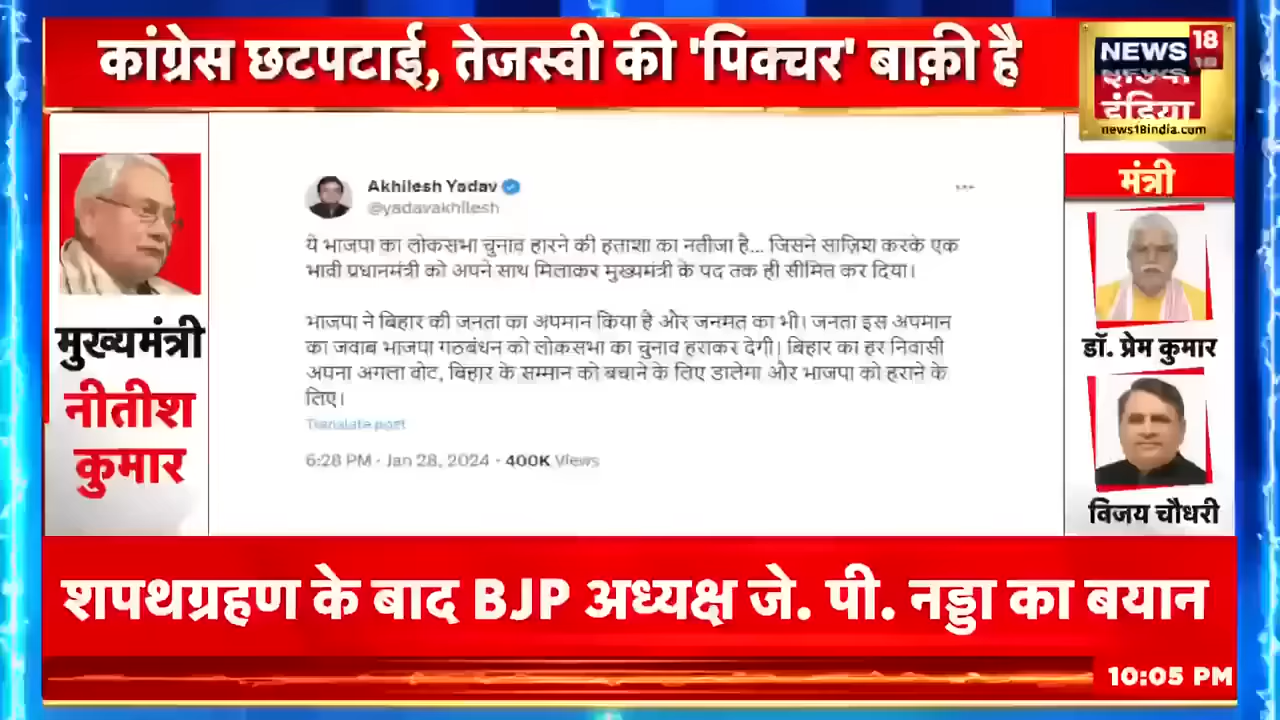 कांग्रेस छटपटाई, तेजस्वी की 'पिक्चर' बाक़ी है
NEWS 18
इंडिया
news18india.com
मुख्यमंत्री
नीतीश
कुमार
Akhilesh Yadav
@yadavakhilesh
ये भाजपा का लोकसभा चुनाव हारने की हताशा का नतीजा है... जिसने साज़िश करके एक
भावी प्रधानमंत्री को अपने साथ मिलाकर मुख्यमंत्री के पद तक ही सीमित कर दिया।
भाजपा ने बिहार की जनता का अपमान किया है और जनमत का भी। जनता इस अपमान
का जवाब भाजपा गठबंधन को लोकसभा का चुनाव हराकर देगी। बिहार का हर निवासी
अपना अगला वोट, बिहार के सम्मान को बचाने के लिए डालेगा और भाजपा को हराने के
लिए।
Translate post
6:28 PM · Jan 28, 2024 · 400K Views
मंत्री
डॉ. प्रेम कुमार
विजय चौधरी
शपथग्रहण के बाद BJP अध्यक्ष जे. पी. नड्डा का बयान
10:05 PM